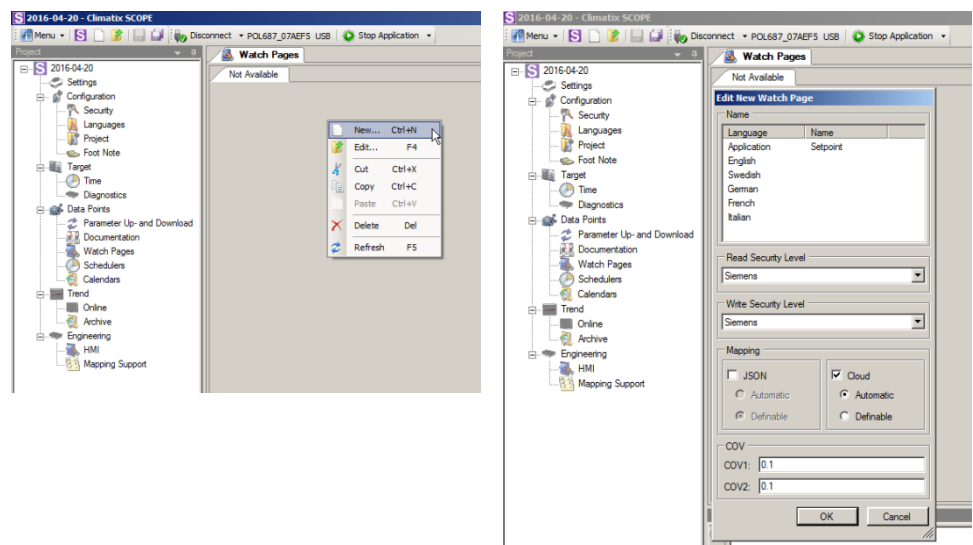 2016-04-20 - Climatix SCOPE
Menu
S
Disconnect
POL687_07AEF5 USB
Stop Application
Project
Watch Pages
Not Available
S 2016-04-20
Settings
Configuration
Security
Languages
Project
Foot Note
Target
Time
Diagnostics
Data Points
Parameter Up- and Download
Documentation
Watch Pages
Schedulers
Calendars
Trend
Online
Archive
Engineering
HMI
Mapping Support
New... Ctrl+N
Edit... F4
Cut Ctrl+X
Copy Ctrl+C
Paste Ctrl+V
Delete Del
Refresh F5
2016-04-20 - Climatix SCOPE
Menu
S
Disconnect
POL687_07AEF5 USB
Stop Application
Project
Watch Pages
Not Available
S 2016-04-20
Settings
Configuration
Security
Languages
Project
Foot Note
Target
Time
Diagnostics
Data Points
Parameter Up- and Download
Documentation
Watch Pages
Schedulers
Calendars
Trend
Online
Archive
Engineering
HMI
Mapping Support
Edit New Watch Page
Name
Language Name
Application Setpoint
English
Swedish
German
French
Italian
Read Security Level
Siemens
Write Security Level
Siemens
Mapping
JSON
Automatic
Definable
Cloud
Automatic
Definable
COV
COV1: 0.1
COV2: 0.1
OK Cancel